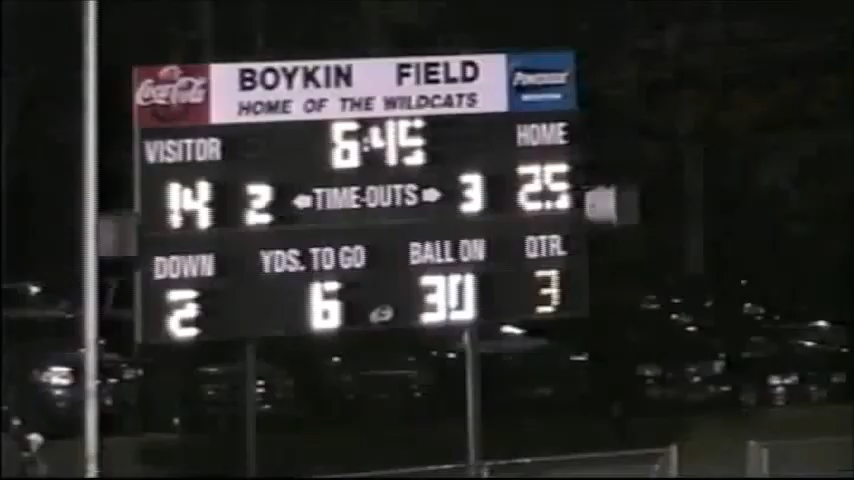 Coca-Cola
BOYKIN FIELD
HOME OF THE WILDCATS
POWERADE
VISITOR 6:45 HOME
14 2 TIME-OUTS 3 25
DOWN YDS. TO GO BALL ON QTR.
2 6 30 3